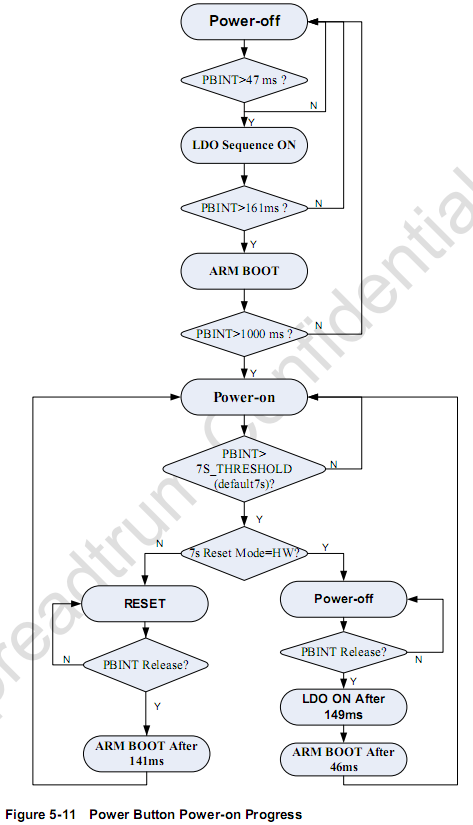 Power-off
PBINT>47 ms ?
N
Y
LDO Sequence ON
PBINT>161ms ?
N
Y
ARM BOOT
PBINT>1000 ms ?
N
Y
Power-on
PBINT>
7S_THRESHOLD
(default7s)?
N
Y
7s Reset Mode=HW?
N
Y
RESET
Power-off
PBINT Release?
N
PBINT Release?
N
Y
Y
LDO ON After
149ms
ARM BOOT After
141ms
ARM BOOT After
46ms
preadtrum Confidential
Figure 5-11 Power Button Power-on Progress